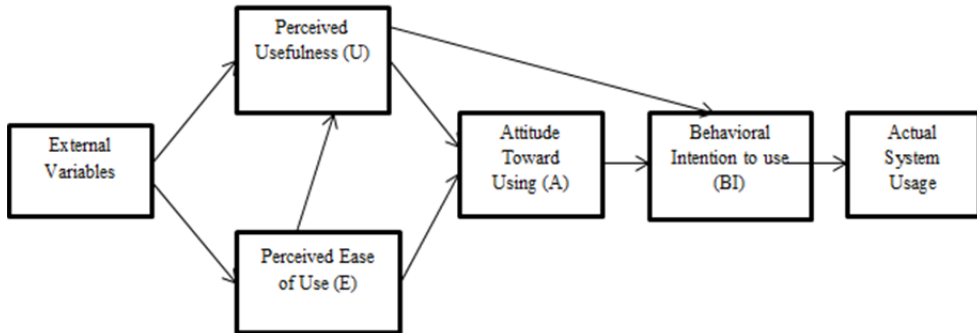 External
Variables
Perceived
Usefulness (U)
Perceived Ease
of Use (E)
Attitude
Toward
Using (A)
Behavioral
Intention to use
(BI)
Actual
System
Usage